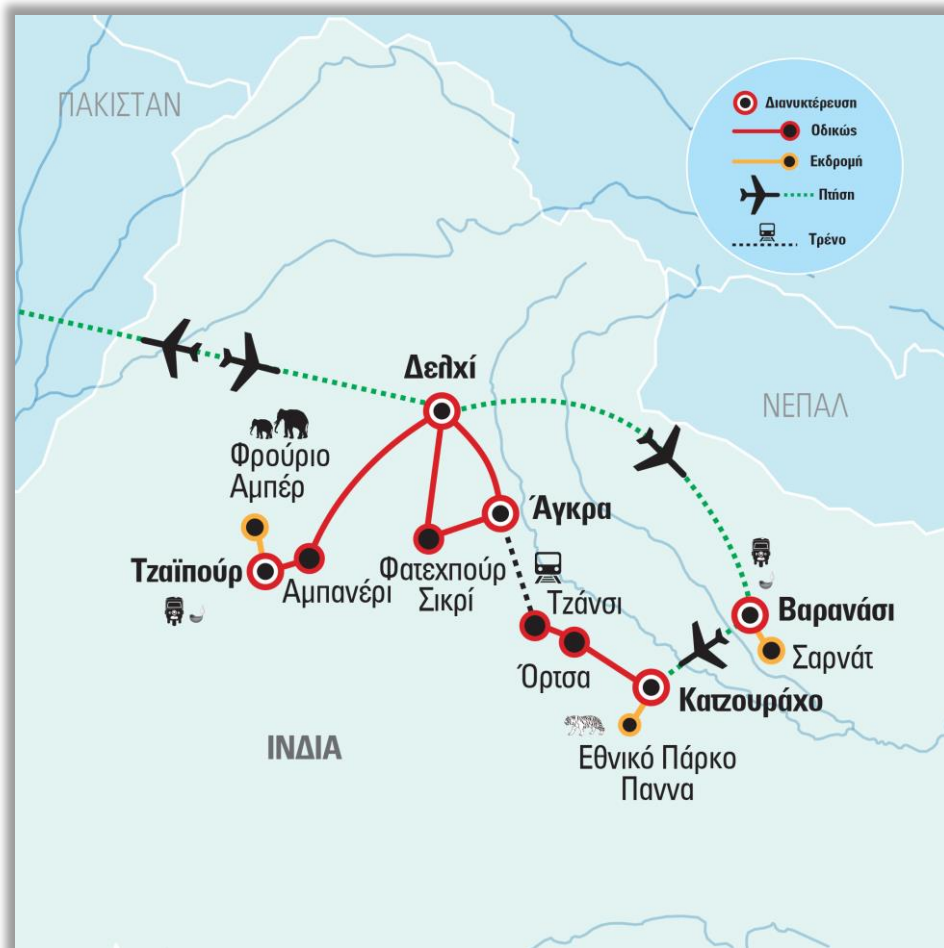 ΠΑΚΙΣΤΑΝ
Διανυκτέρευση
Οδικώς
Εκδρομή
Πτήση
Τρένο
Δελχί
ΝΕΠΑΛ
Φρούριο
Αμπέρ
Άγκρα
Τζαϊπούρ
Αμπανέρι
Φατεχπούρ
Σικρί
Τζάνσι
Βαρανάσι
Σαρνάτ
Όρτσα
Κατζουράχο
ΙΝΔΙΑ
Εθνικό Πάρκο
Παννα